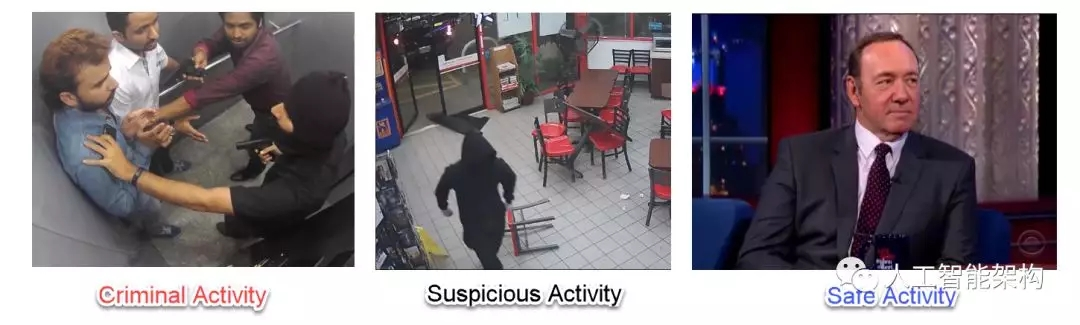 Criminal Activity
Suspicious Activity
Safe Activity
人工智能架构